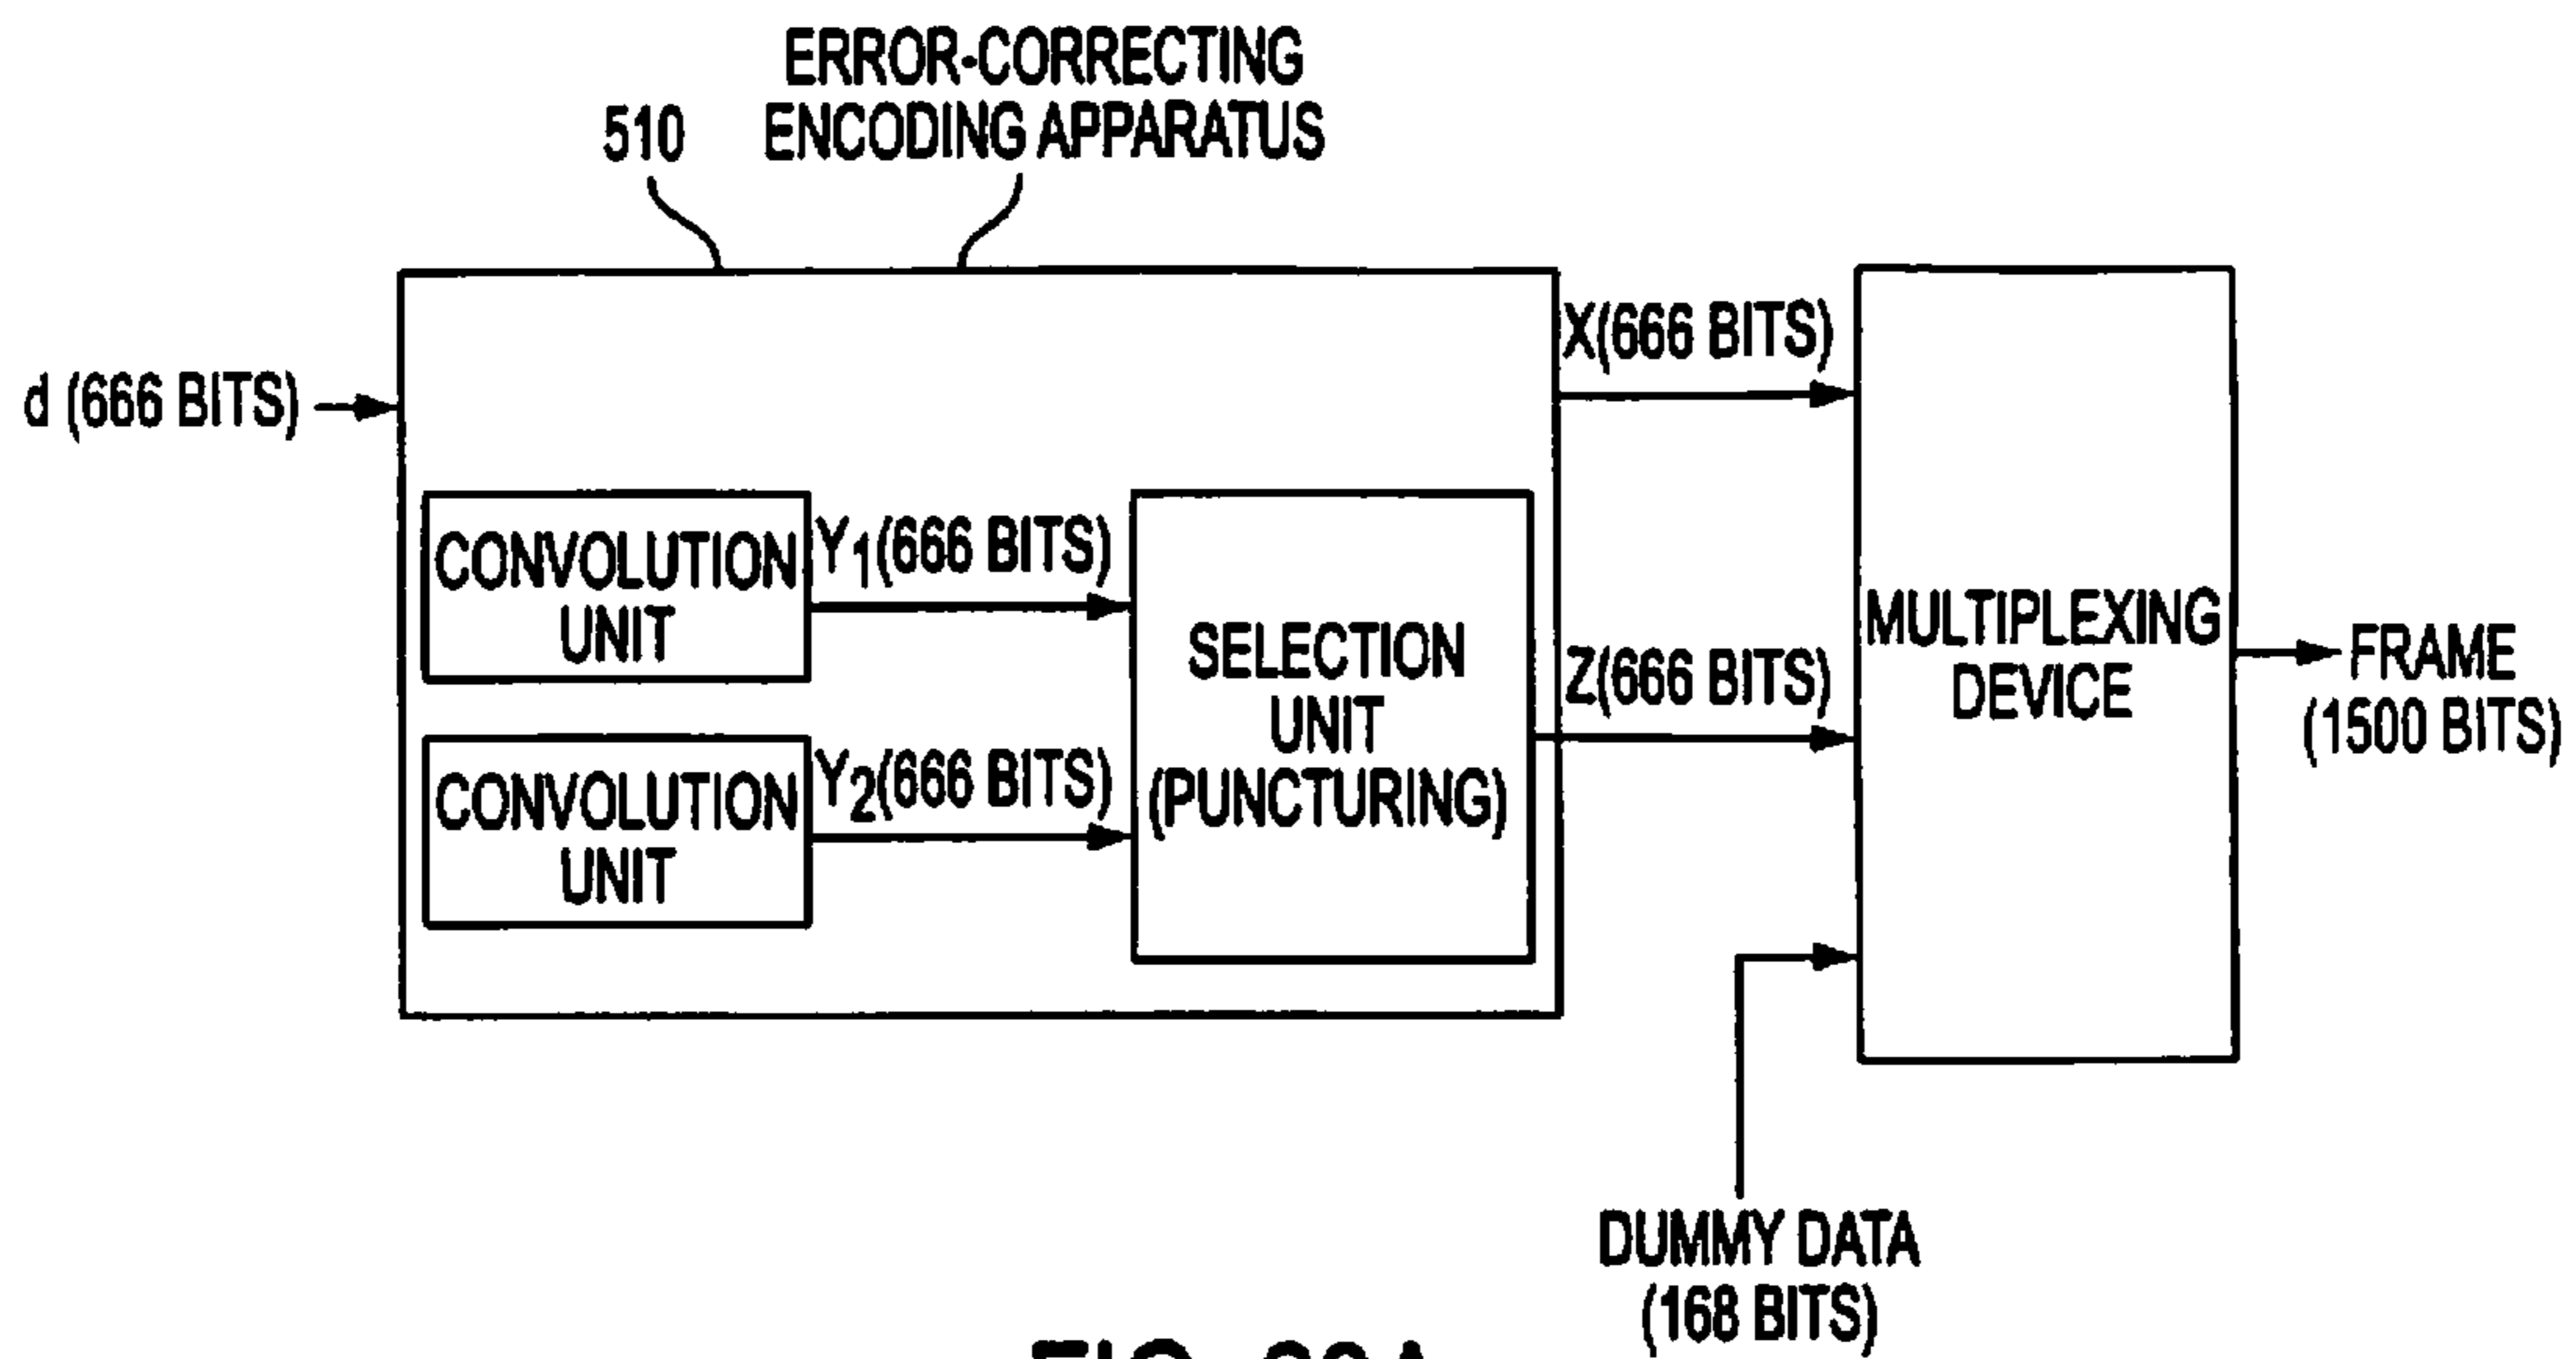 ERROR-CORRECTING
ENCODING APPARATUS
510
d (666 BITS)
X(666 BITS)
CONVOLUTION
UNIT
Y1(666 BITS)
CONVOLUTION
UNIT
Y2(666 BITS)
SELECTION
UNIT
(PUNCTURING)
Z(666 BITS)
MULTIPLEXING
DEVICE
FRAME
(1500 BITS)
DUMMY DATA
(168 BITS)